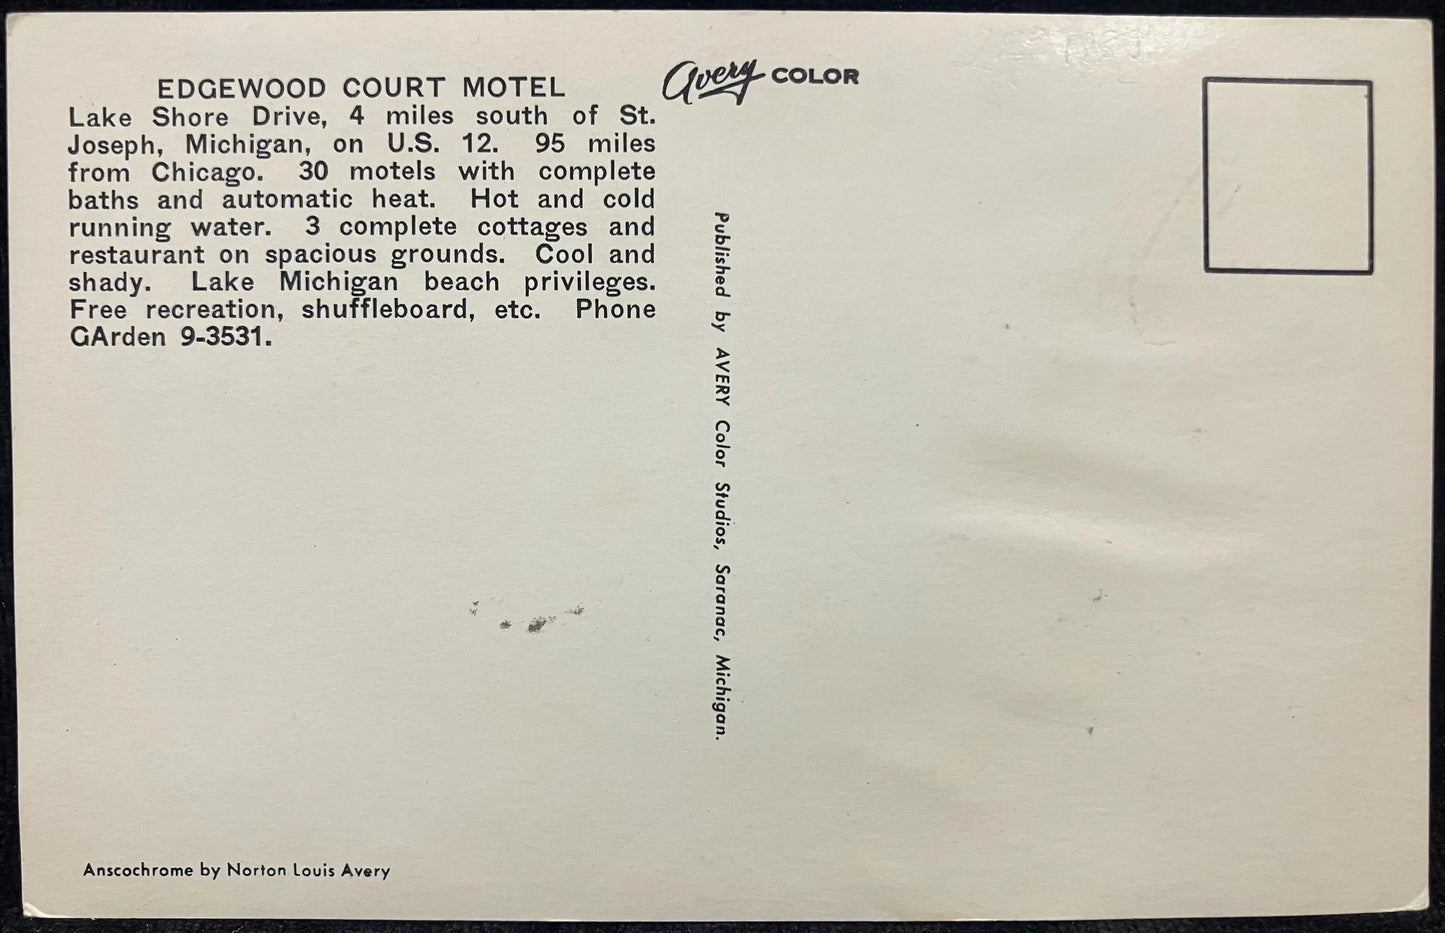 EDGEWOOD COURT MOTEL
Lake Shore Drive, 4 miles south of St.
Joseph, Michigan, on U.S. 12. 95 miles
from Chicago. 30 motels with complete
baths and automatic heat. Hot and cold
running water. 3 complete cottages and
restaurant on spacious grounds. Cool and
shady. Lake Michigan beach privileges.
Free recreation, shuffleboard, etc. Phone
GArden 9-3531.
Avery COLOR
Published by AVERY Color Studios, Saranac, Michigan.
Anscochrome by Norton Louis Avery